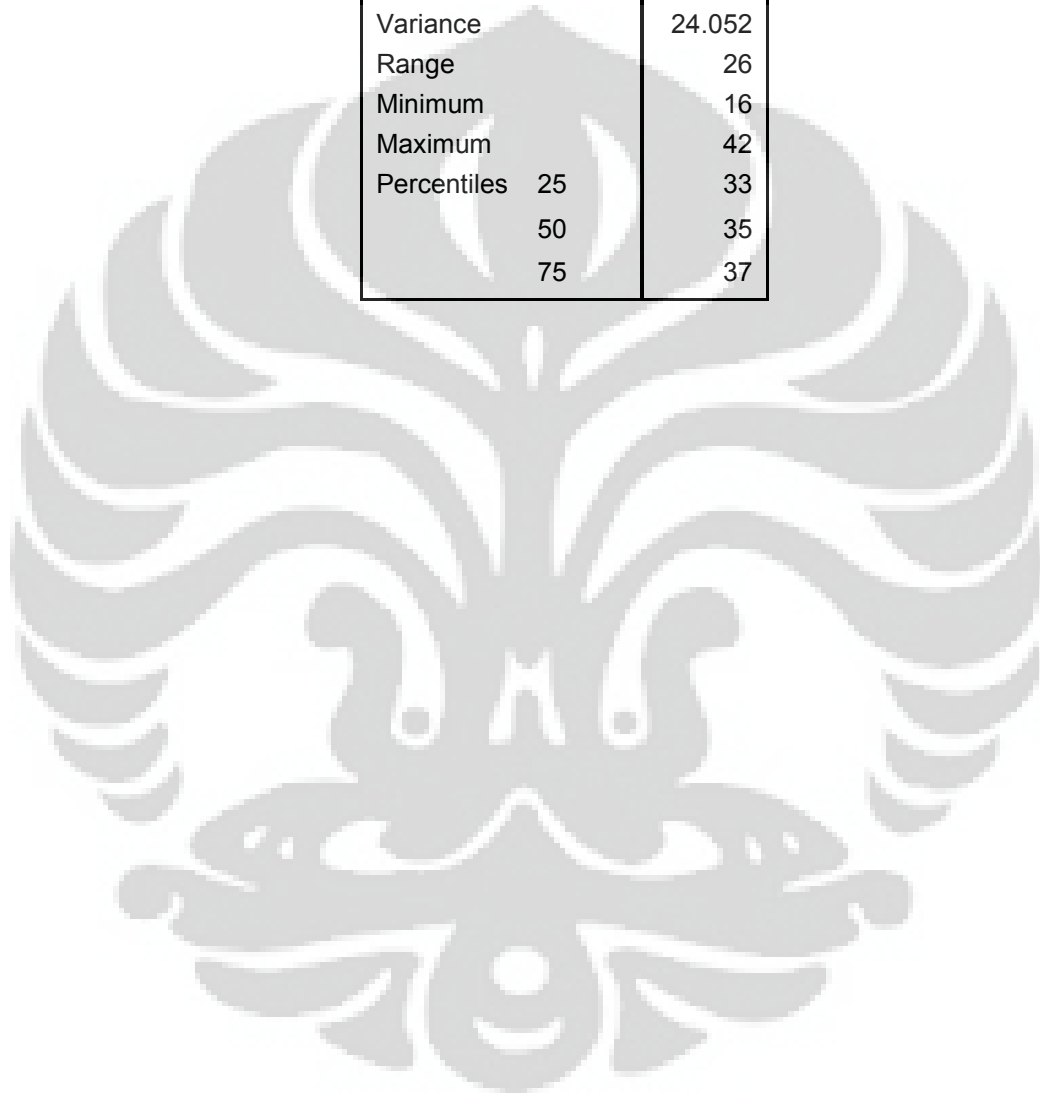 Variance 24.052
Range 26
Minimum 16
Maximum 42
Percentiles 25 33
50 35
75 37